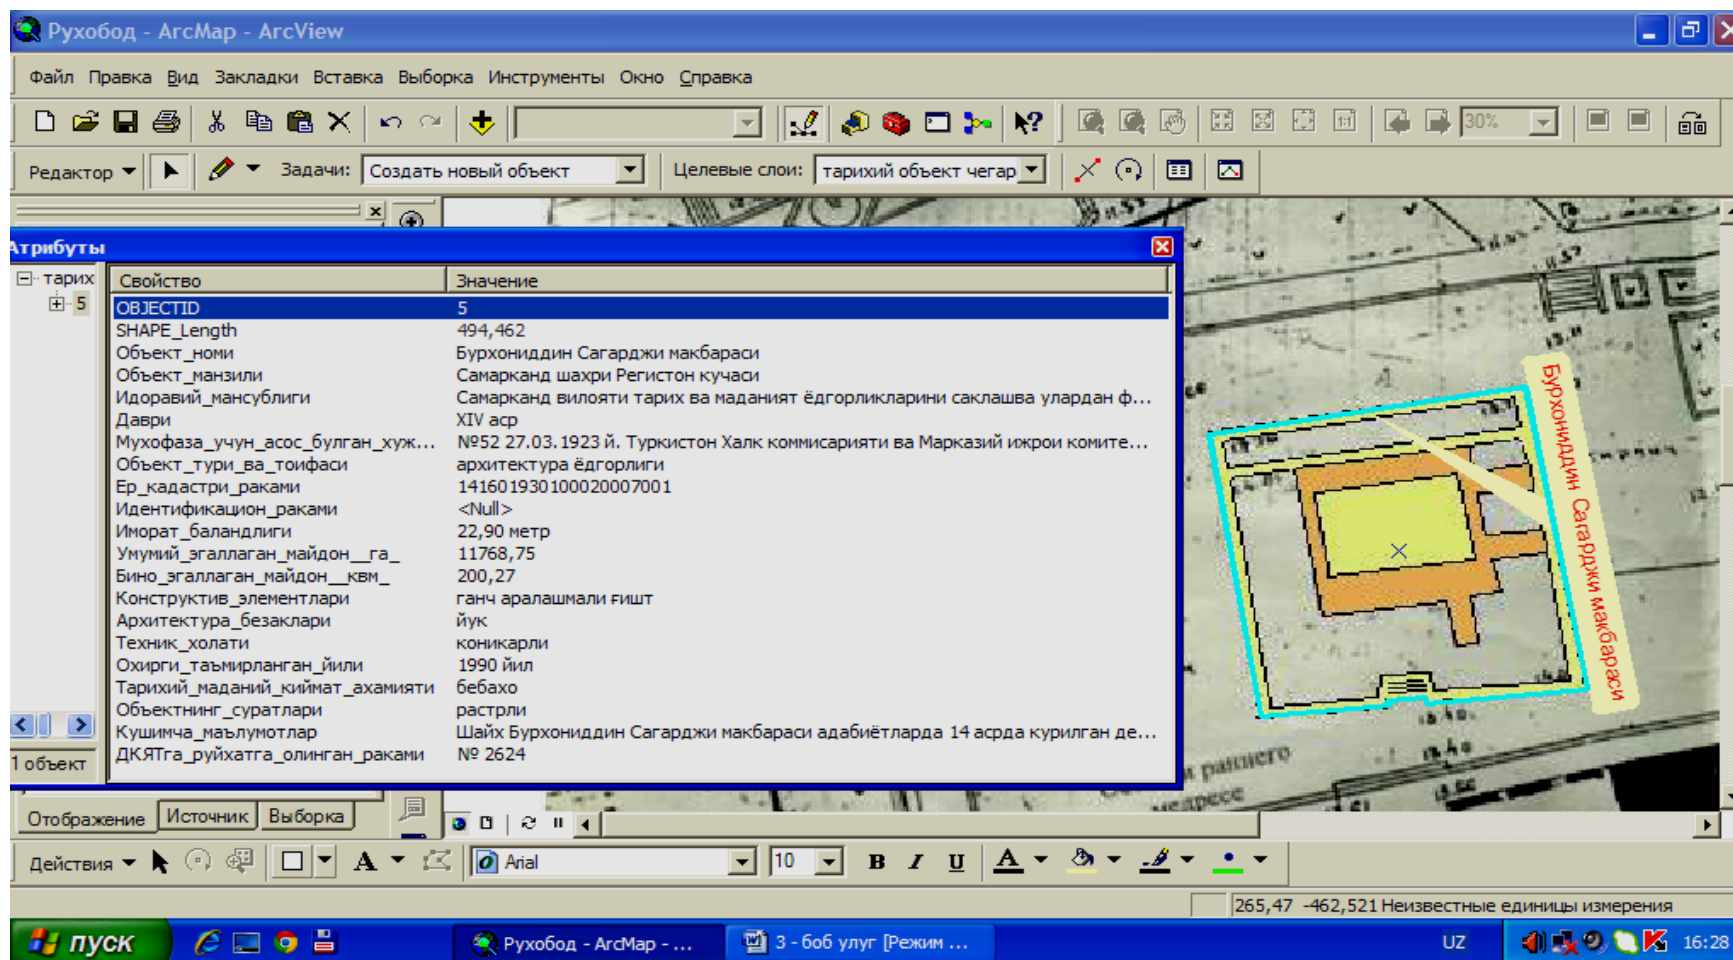 Рухобод - ArcMap - ArcView
Файл Правка Вид Закладки Вставка Выборка Инструменты Окно Справка
30%
Редактор Задачи: Создать новый объект Целевые слои: тарихий объект чегар
Атрибуты
тарих
5
Свойство Значение
OBJECTID 5
SHAPE_Length 494,462
Объект_номи Бурхониддин Сагарджи макбараси
Объект_манзили Самарканд шахри Регистон кучаси
Идоравий_мансублиги Самарканд вилояти тарих ва маданият ёдгорликларини саклашва улардан ф...
Даври XIV аср
Мухофаза_учун_асос_булган_хуж... №52 27.03.1923 й. Туркистон Халк коммисарияти ва Марказий ижрои комите...
Объект_тури_ва_тоифаси архитектура ёдгорлиги
Ер_кадастри_раками 141601930100020007001
Идентификацион_раками <Null>
Иморат_баландлиги 22,90 метр
Умумий_эгаллаган_майдон__га_ 11768,75
Бино_эгаллаган_майдон__квм_ 200,27
Конструктив_элементлари ганч аралашмали ғишт
Архитектура_безаклари йук
Техник_холати коникарли
Охирги_таъмирланган_йили 1990 йил
Тарихий_маданий_киймат_ахамияти бебахо
Объектнинг_суратлари растрли
Кушимча_маълумотлар Шайх Бурхониддин Сагарджи макбараси адабиётларда 14 асрда курилган де...
ДКЯТга_руйхатга_олинган_раками № 2624
1 объект
Бурхониддин Сагарджи макбараси
раннего
медресе
Отображение Источник Выборка
Действия A Arial 10 B I U A
265,47 -462,521 Неизвестные единицы измерения
пуск Рухобод - ArcMap - ... 3 - боб улуг [Режим ... UZ 16:28